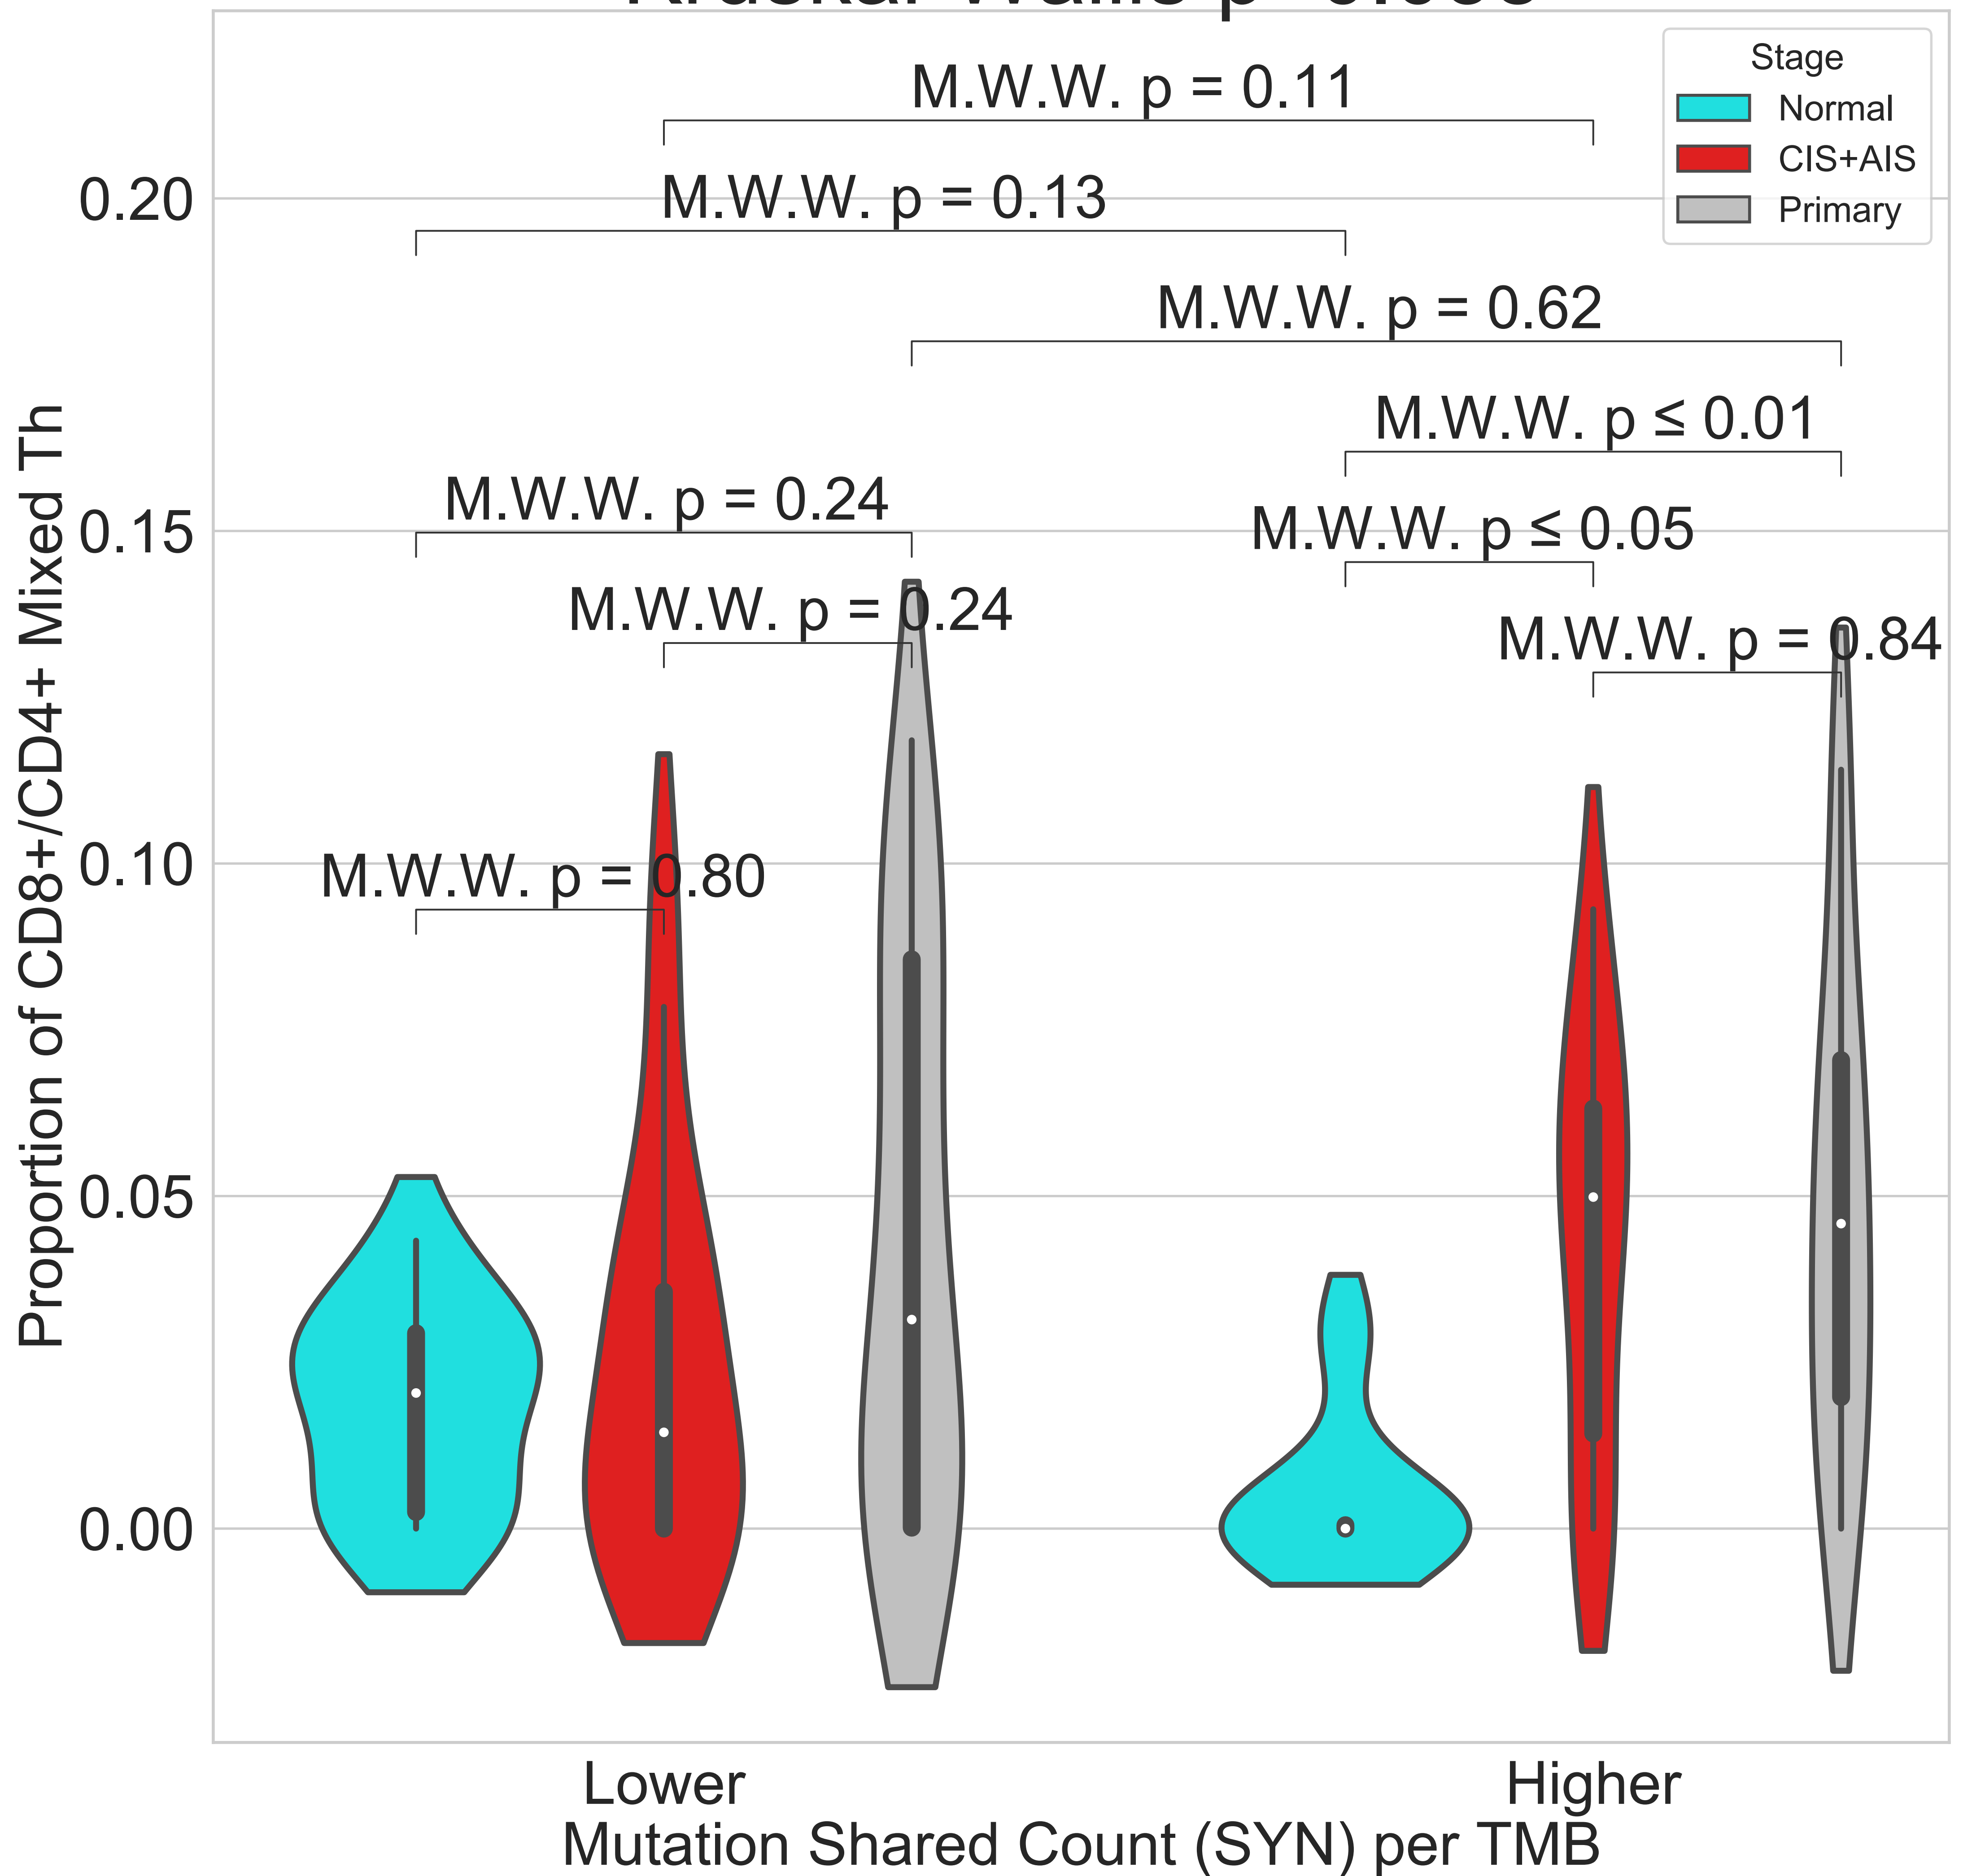 Stage
Normal
CIS+AIS
Primary
M.W.W. p = 0.11
M.W.W. p = 0.13
M.W.W. p = 0.62
M.W.W. p ≤ 0.01
M.W.W. p = 0.24
M.W.W. p ≤ 0.05
M.W.W. p = 0.24
M.W.W. p = 0.84
M.W.W. p = 0.80
Proportion of CD8+/CD4+ Mixed Th
0.20
0.15
0.10
0.05
0.00
Lower
Higher
Mutation Shared Count (SYN) per TMB